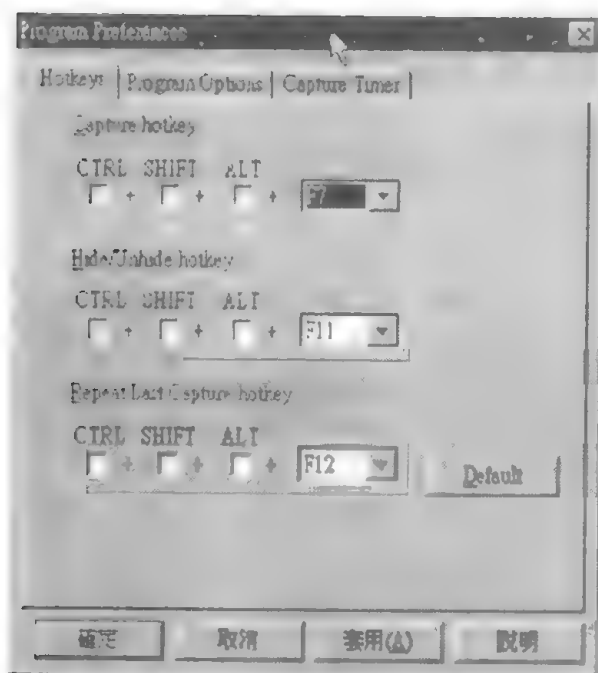 Program Preferences
Hotkeys Program Options Capture Timer
Capture hotkey
CTRL SHIFT ALT
+ + + F7
Hide/Unhide hotkey
CTRL SHIFT ALT
+ + + F11
Repeat Last Capture hotkey
CTRL SHIFT ALT
+ + + F12
Default
確定 取消 套用(A) 說明